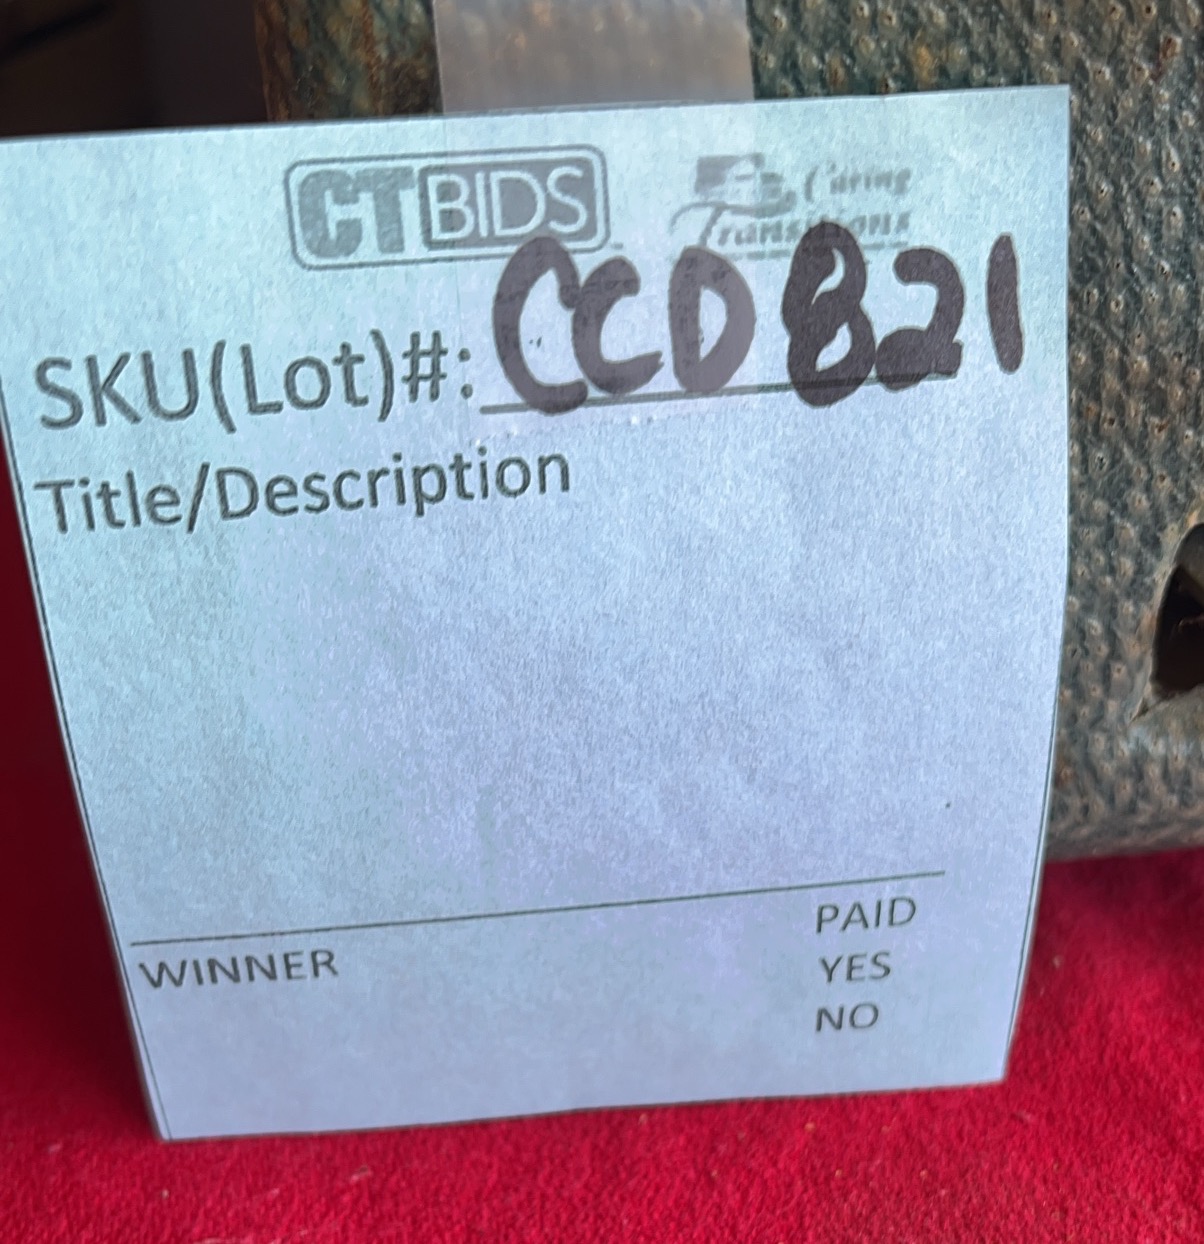 CTBIDS
Caring
Transitions
SKU(Lot)#: CCD821
Title/Description
WINNER
PAID
YES
NO